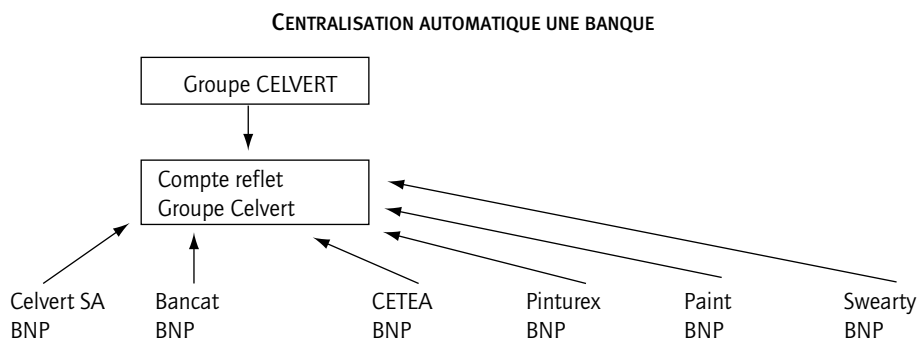 CENTRALISATION AUTOMATIQUE UNE BANQUE
Groupe CELVERT
Compte reflet
Groupe Celvert
Celvert SA
BNP
Bancat
BNP
CETEA
BNP
Pinturex
BNP
Paint
BNP
Swearty
BNP